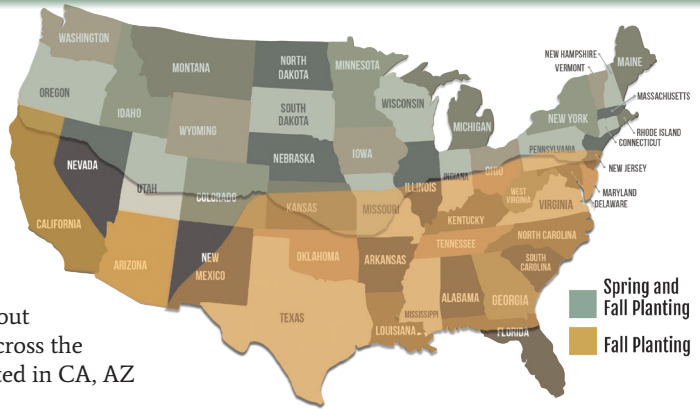 WASHINGTON
MONTANA
NORTH
DAKOTA
MINNESOTA
OREGON
IDAHO
WYOMING
SOUTH
DAKOTA
WISCONSIN
MICHIGAN
NEW HAMPSHIRE
VERMONT
MAINE
MASSACHUSETTS
NEW YORK
RHODE ISLAND
CONNECTICUT
PENNSYLVANIA
NEW JERSEY
MARYLAND
DELAWARE
NEVADA
UTAH
COLORADO
NEBRASKA
IOWA
ILLINOIS
INDIANA
OHIO
WEST
VIRGINIA
VIRGINIA
CALIFORNIA
KANSAS
MISSOURI
KENTUCKY
ARIZONA
NEW
MEXICO
OKLAHOMA
ARKANSAS
TENNESSEE
NORTH CAROLINA
SOUTH
CAROLINA
TEXAS
LOUISIANA
MISSISSIPPI
ALABAMA
GEORGIA
FLORIDA
out
cross the
ted in CA, AZ
Spring and
Fall Planting
Fall Planting